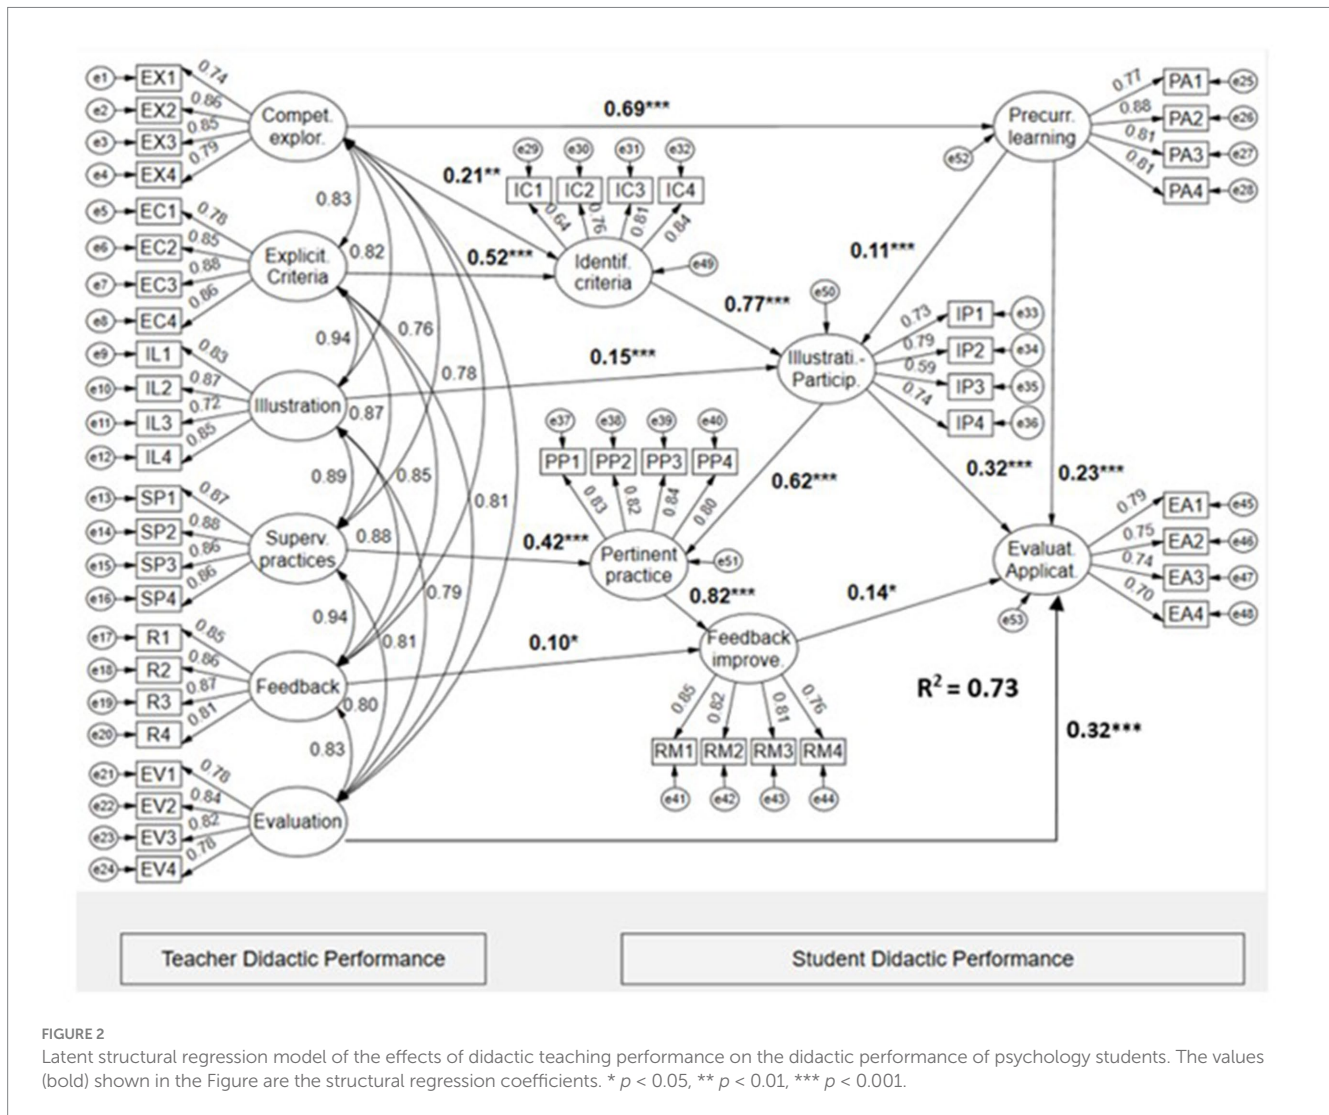 e1 EX1 0.74
e2 EX2 0.86
e3 EX3 0.85
e4 EX4 0.79
Compet.
explor.
0.69***
Precurr.
learning
e52
0.77 PA1 e25
0.88 PA2 e26
0.81 PA3 e27
0.81 PA4 e28
e29 e30 e31 e32
IC1 IC2 IC3 IC4
0.64 0.76 0.81 0.84
0.21**
0.83
e5 EC1 0.78
e6 EC2 0.85
e7 EC3 0.88
e8 EC4 0.86
Explicit.
Criteria
0.82
0.52***
Identif.
criteria
e49
0.11***
0.77***
e50
0.94
0.76
0.78
e9 IL1 0.83
e10 IL2 0.87
e11 IL3 0.72
e12 IL4 0.85
Illustration
0.87
0.15***
Illustrati.-
Particip.
0.73 IP1 e33
0.79 IP2 e34
0.59 IP3 e35
0.74 IP4 e36
e37 e38 e39 e40
PP1 PP2 PP3 PP4
0.83 0.82 0.84 0.80
0.62***
0.32***
0.23***
0.89
0.85
0.81
e13 SP1 0.87
e14 SP2 0.88
e15 SP3 0.86
e16 SP4 0.86
Superv.
practices
0.88
0.42***
Pertinent
practice
e51
Evaluat.
Applicat.
e53
0.79 EA1 e45
0.75 EA2 e46
0.74 EA3 e47
0.70 EA4 e48
0.94
0.79
0.81
0.82***
0.14*
e17 R1 0.85
e18 R2 0.86
e19 R3 0.87
e20 R4 0.81
Feedback
0.80
0.10*
Feedback
improve.
0.85 0.82 0.81 0.76
RM1 RM2 RM3 RM4
e41 e42 e43 e44
R² = 0.73
0.32***
0.83
e21 EV1 0.78
e22 EV2 0.84
e23 EV3 0.82
e24 EV4 0.78
Evaluation
Teacher Didactic Performance
Student Didactic Performance
FIGURE 2
Latent structural regression model of the effects of didactic teaching performance on the didactic performance of psychology students. The values
(bold) shown in the Figure are the structural regression coefficients. * p < 0.05, ** p < 0.01, *** p < 0.001.